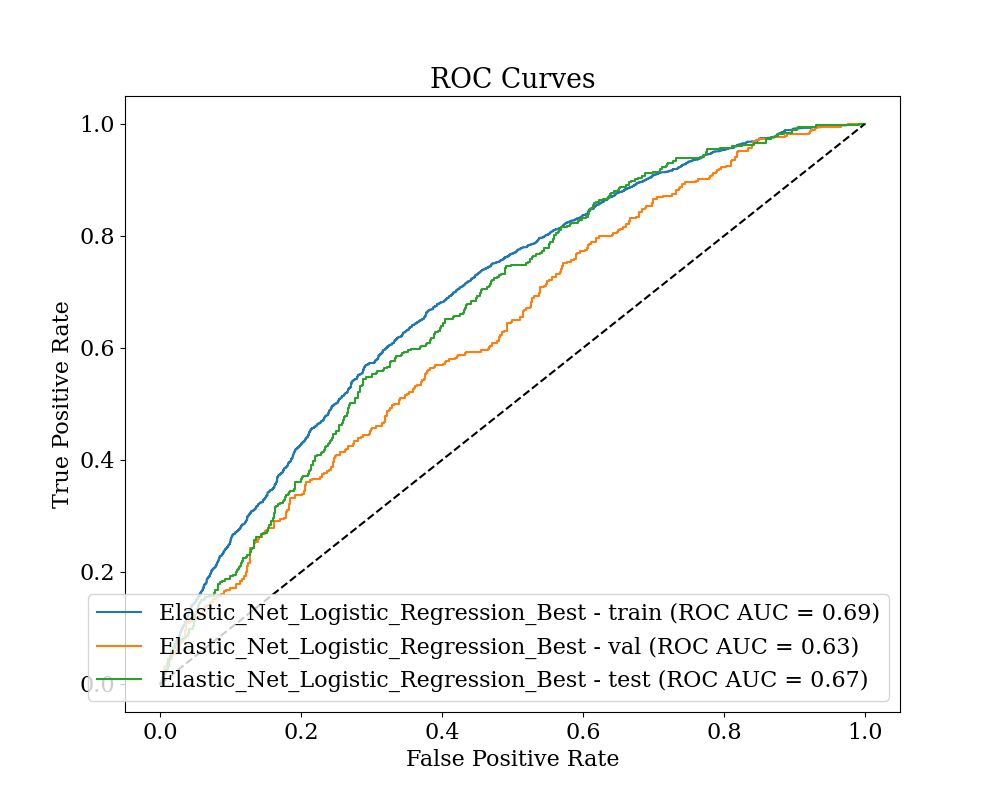 ROC Curves
True Positive Rate
1.0
0.8
0.6
0.4
0.2
0.0
Elastic_Net_Logistic_Regression_Best - train (ROC AUC = 0.69)
Elastic_Net_Logistic_Regression_Best - val (ROC AUC = 0.63)
Elastic_Net_Logistic_Regression_Best - test (ROC AUC = 0.67)
0.0 0.2 0.4 0.6 0.8 1.0
False Positive Rate